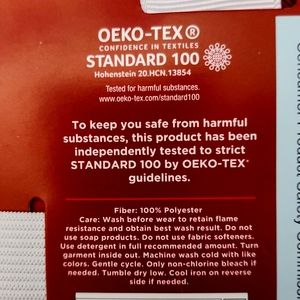 OEKO-TEX®
CONFIDENCE IN TEXTILES
STANDARD 100
Hohenstein 20.HCN.13854
Tested for harmful substances.
www.oeko-tex.com/standard100
To keep you safe from harmful
substances, this product has been
independently tested to strict
STANDARD 100 by OEKO-TEX®
guidelines.
Fiber: 100% Polyester
Care: Wash before wear to retain flame
resistance and obtain best wash result. Do not
use soap products. Do not use fabric softeners.
Use detergent in full recommended amount. Turn
garment inside out. Machine wash cold with like
colors. Gentle cycle. Only non-chlorine bleach if
needed. Tumble dry low. Cool iron on reverse
side if needed.